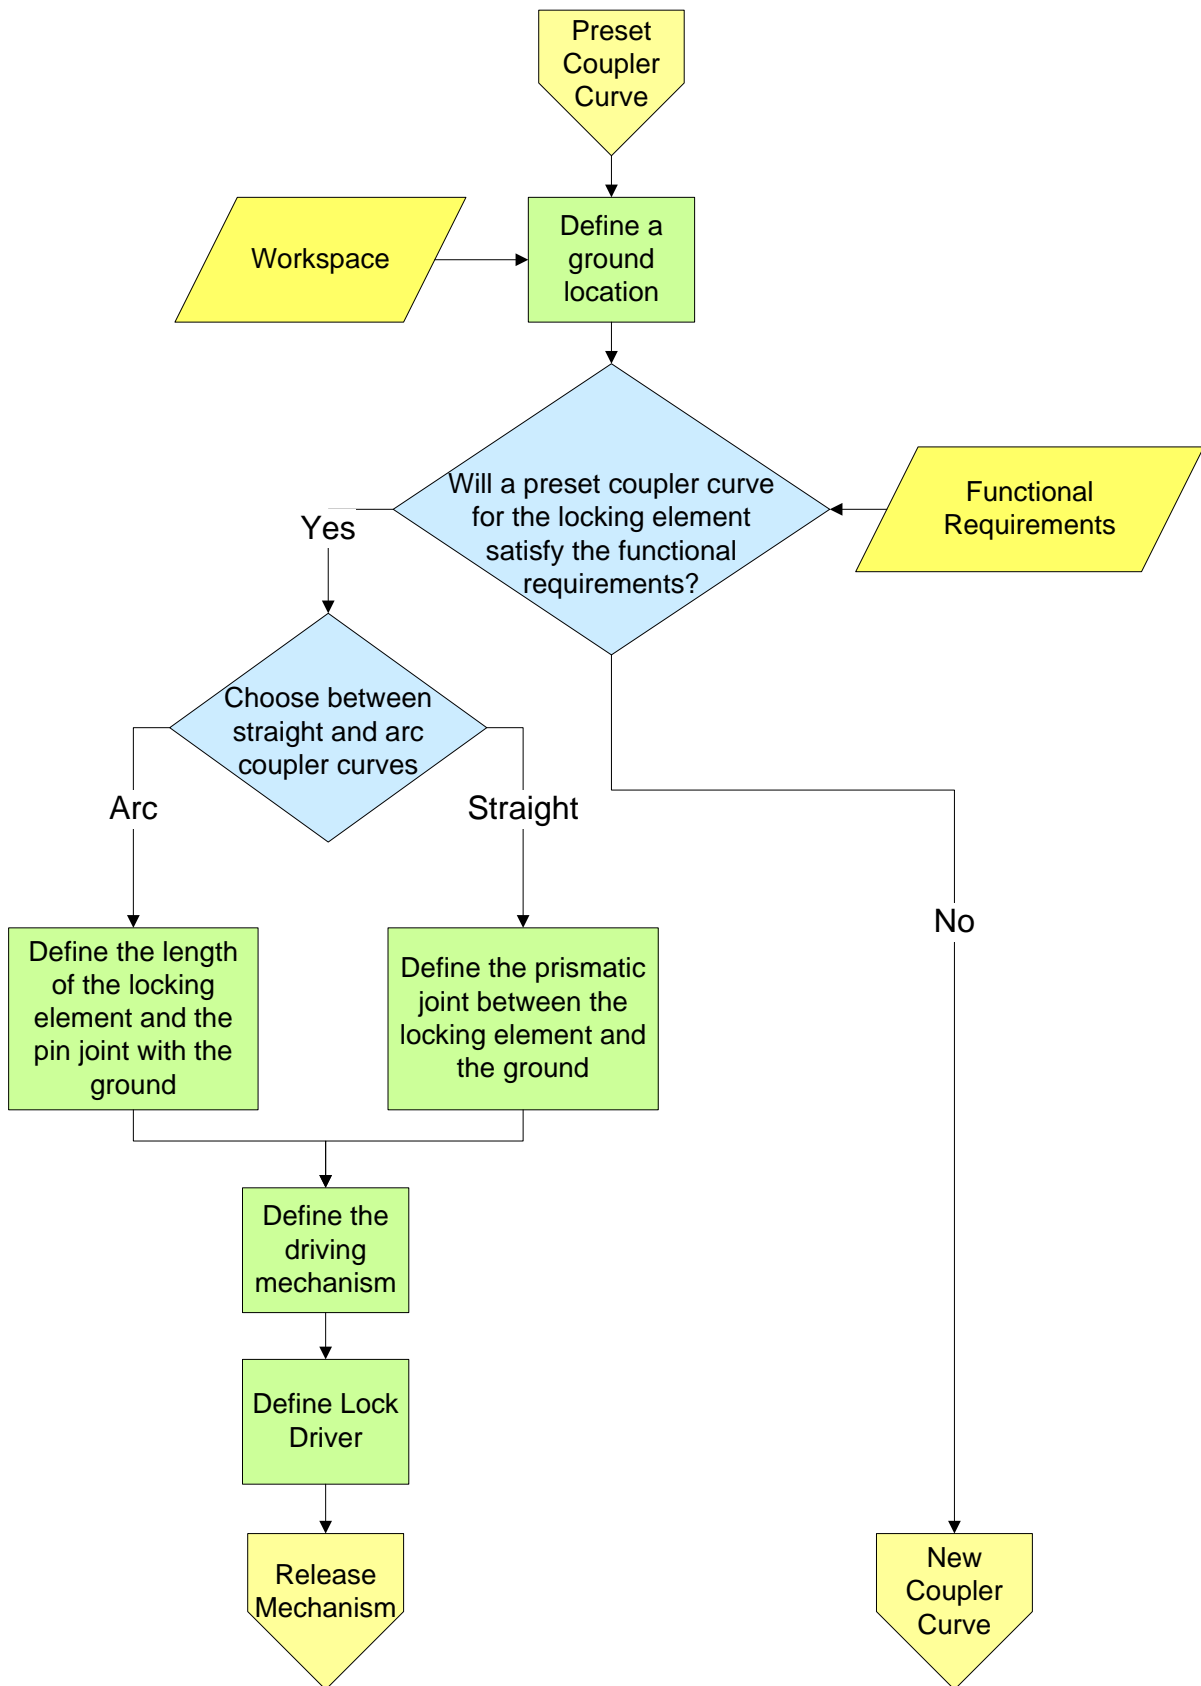 Preset
Coupler
Curve
Workspace
Define a
ground
location
Will a preset coupler curve
for the locking element
satisfy the functional
requirements?
Functional
Requirements
Yes
Choose between
straight and arc
coupler curves
Arc
Straight
No
Define the length
of the locking
element and the
pin joint with the
ground
Define the prismatic
joint between the
locking element and
the ground
Define the
driving
mechanism
Define Lock
Driver
Release
Mechanism
New
Coupler
Curve